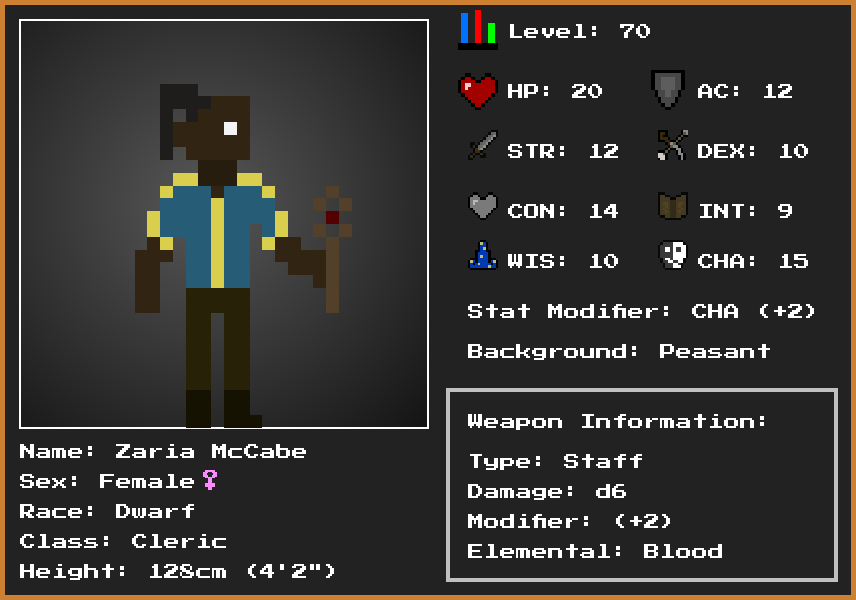 Level: 70
HP: 20
AC: 12
STR: 12
DEX: 10
CON: 14
INT: 9
WIS: 10
CHA: 15
Stat Modifier: CHA (+2)
Background: Peasant
Weapon Information:
Type: Staff
Damage: d6
Modifier: (+2)
Elemental: Blood
Name: Zaria McCabe
Sex: Female♀
Race: Dwarf
Class: Cleric
Height: 128cm (4'2")